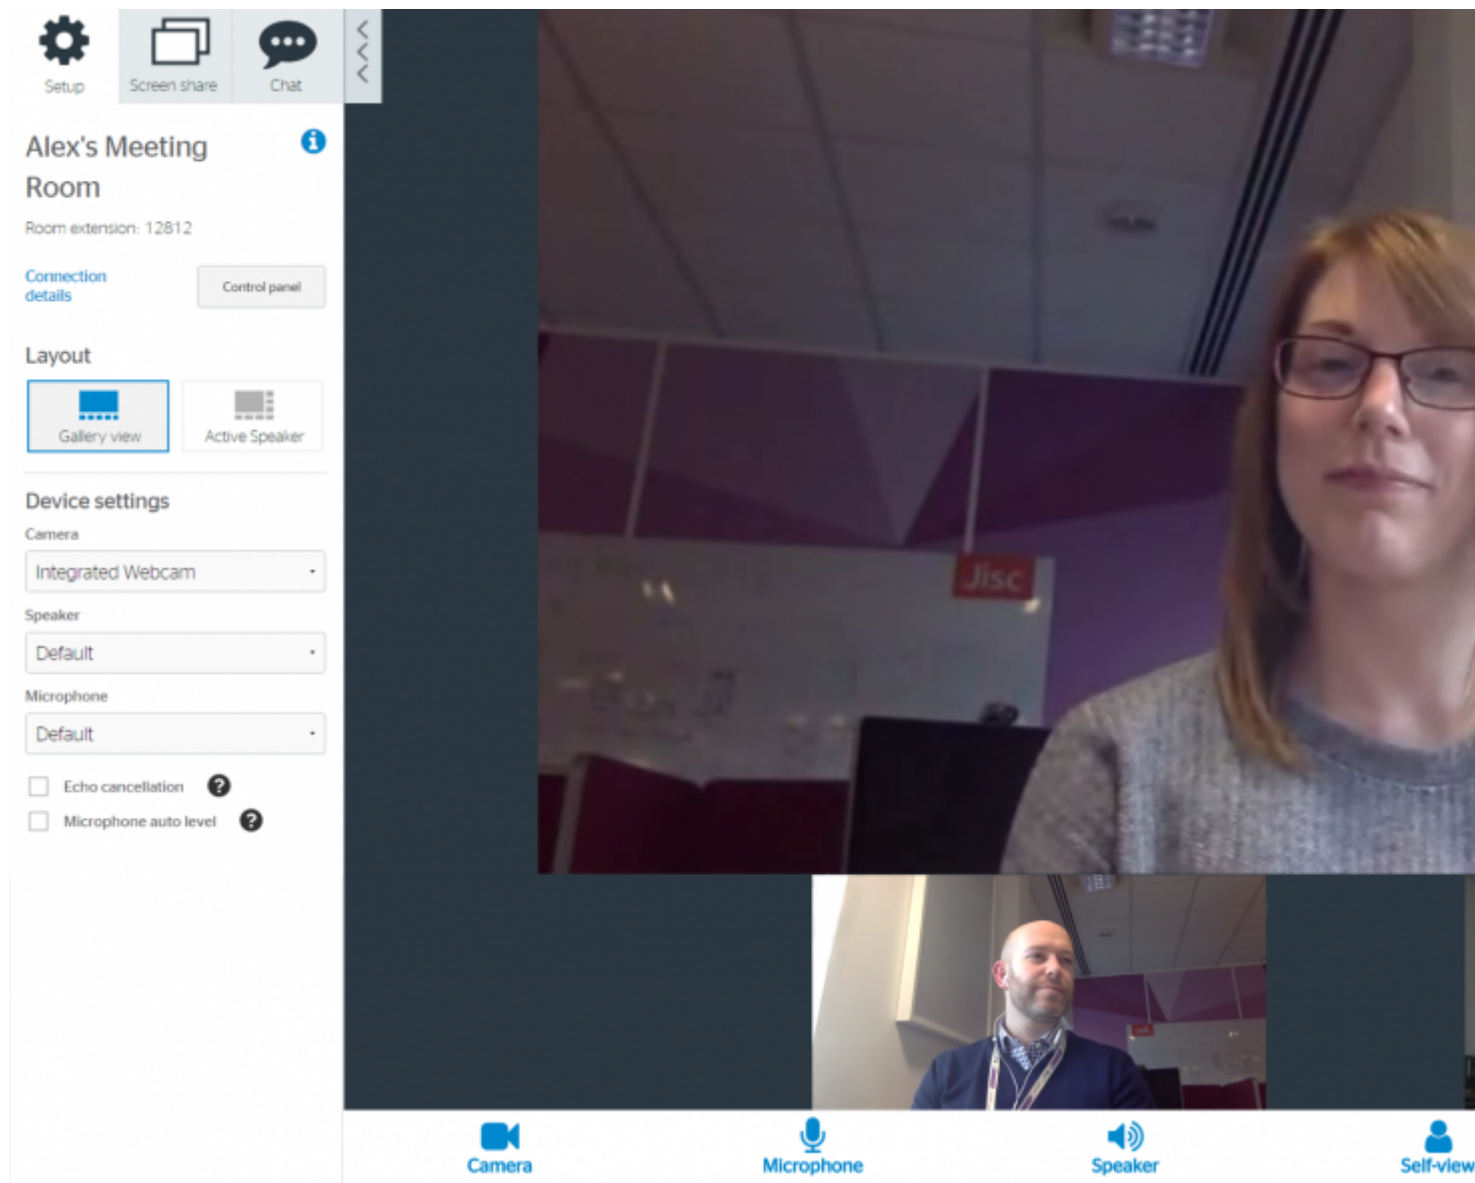 Setup
Screen share
Chat
Alex's Meeting
Room
Room extension: 12812
Connection
details
Control panel
Layout
Gallery view
Active Speaker
Device settings
Camera
Integrated Webcam
Speaker
Default
Microphone
Default
Echo cancellation
Microphone auto level
Jisc
Camera
Microphone
Speaker
Self-view